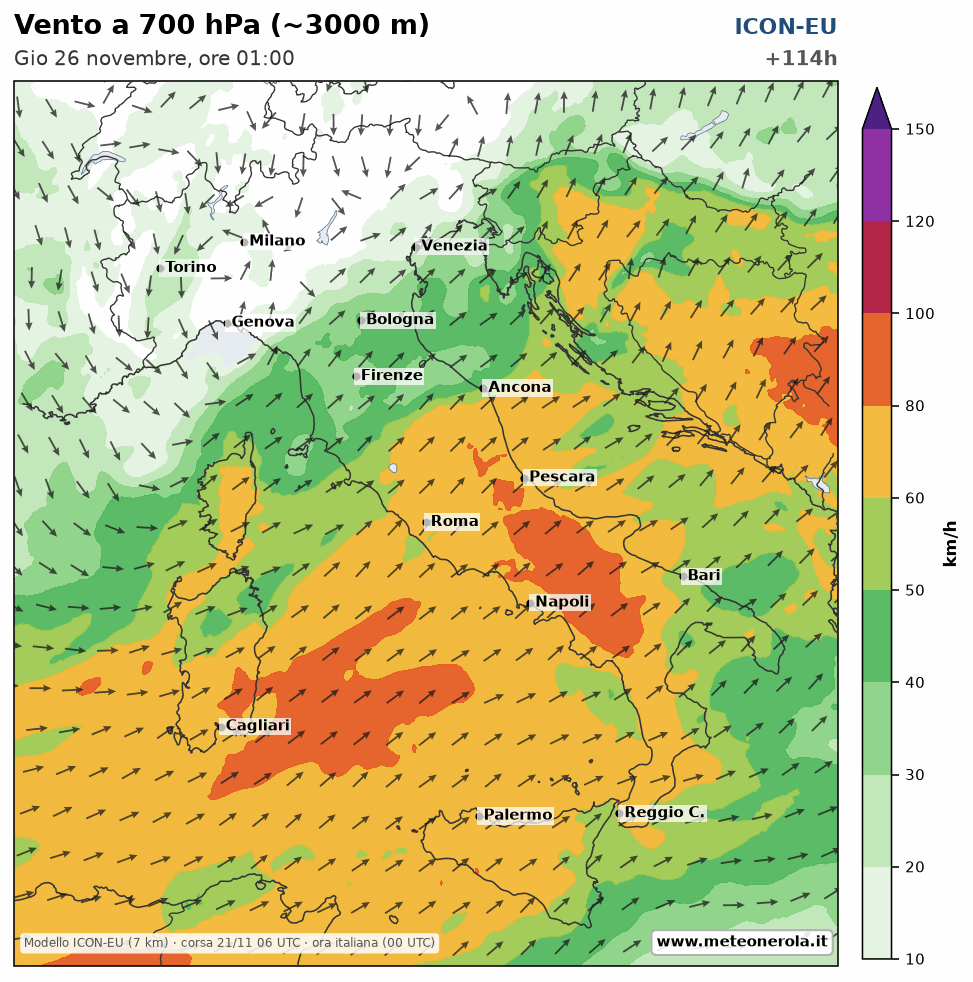 Vento a 700 hPa (~3000 m)
ICON-EU
Gio 26 novembre, ore 01:00
+114h
150
120
100
80
60
50
40
30
20
10
km/h
Milano
Venezia
Torino
Genova
Bologna
Firenze
Ancona
Pescara
Roma
Bari
Napoli
Cagliari
Palermo
Reggio C.
Modello ICON-EU (7 km) · corsa 21/11 06 UTC · ora italiana (00 UTC)
www.meteonerola.it